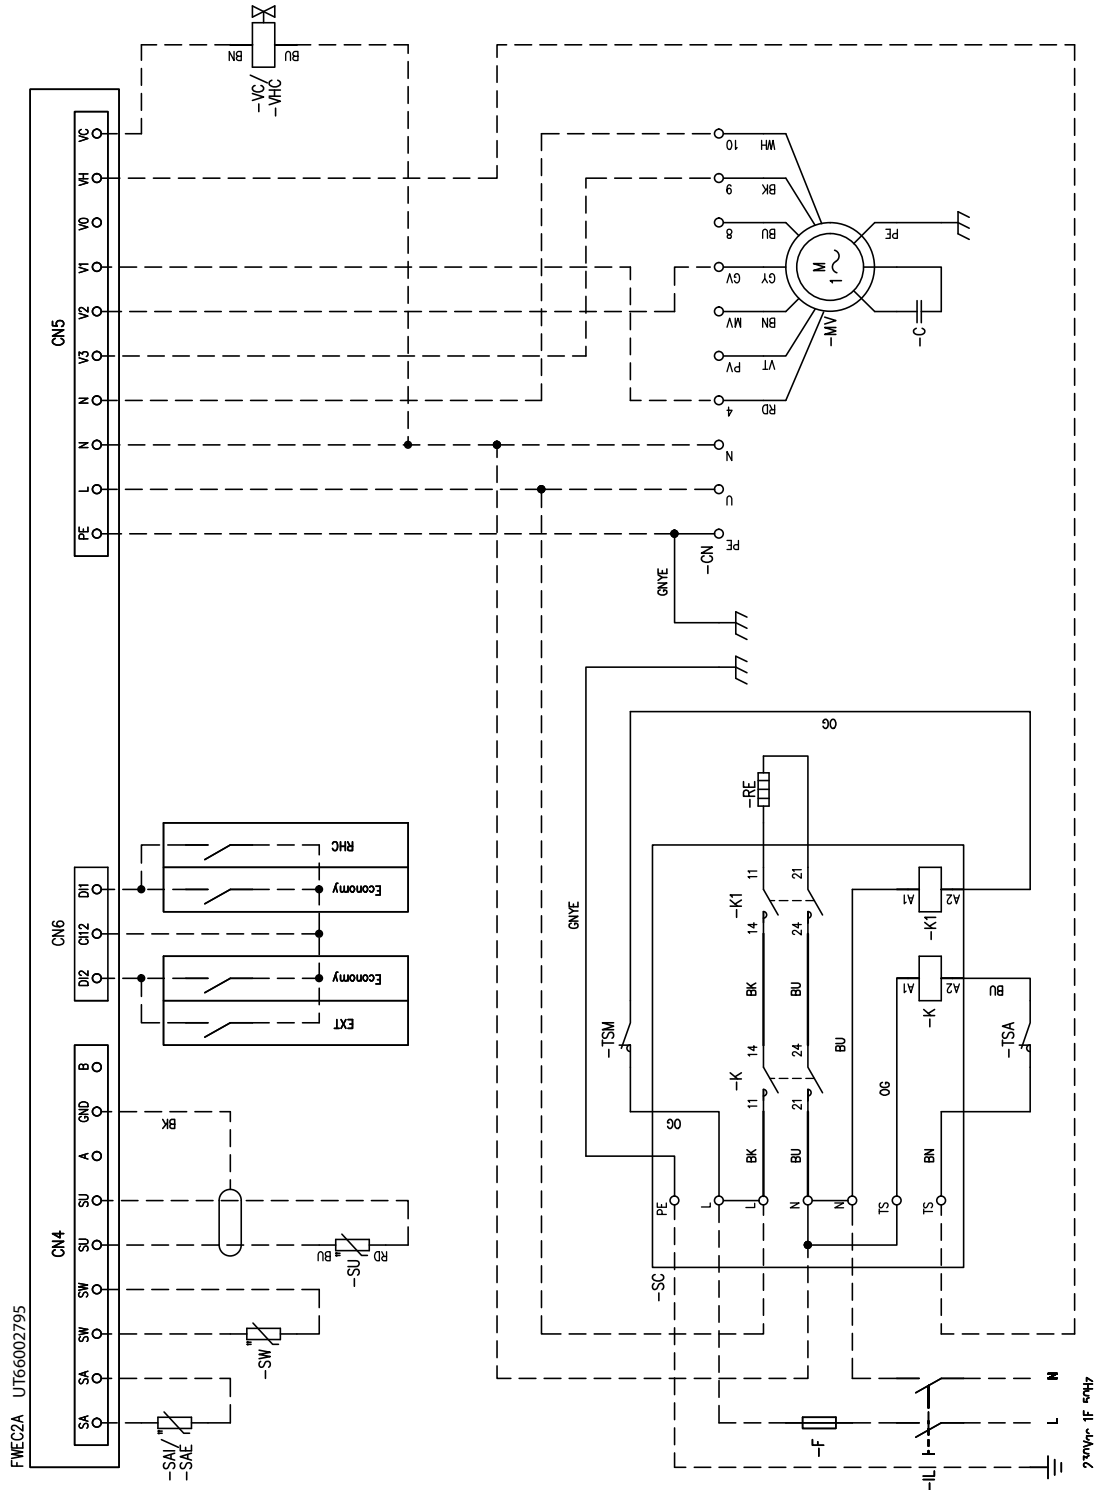 FWEC2A UT66002795
CN5
VC
VH
V0
V1
V2
V3
N
N
L
PE
BN
BU
-VC/
-VHC
10
WH
9
BK
8
BU
GV
GY
MV
BN
PV
VT
4
RD
N
U
PE
-CN
M
1
-MV
PE
-C
GNYE
CN6
DI1
CI12
DI2
RHC
Economy
Economy
EXT
CN4
B
GND
A
SU
SU
SW
SW
SA
SA
BK
BU
RD
-SU
-SW
-SAI/
-SAE
GNYE
OG
-RE
11
21
-K1
14
24
BK
BU
14
24
-K
11
21
BK
BU
A1
A2
-K1
A1
A2
-K
BU
-TSM
-TSA
BU
OG
OG
BN
PE
L
L
N
N
TS
TS
-SC
-F
-IL
N
L
230Vac 1F 50Hz